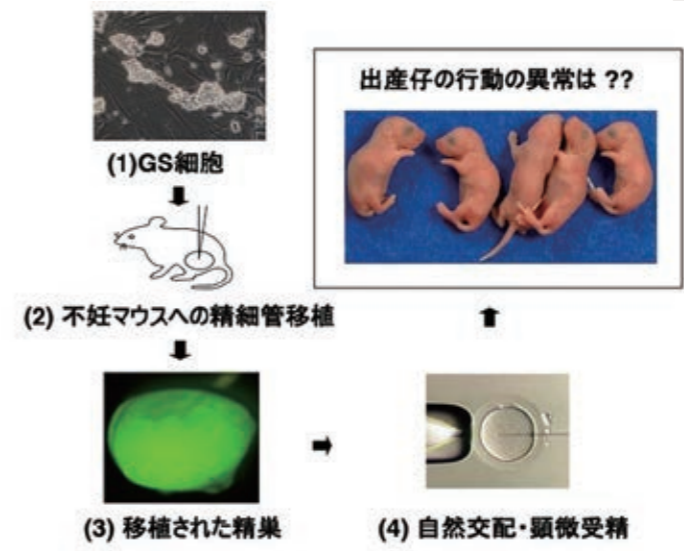 (1)GS細胞
(2) 不妊マウスへの精細管移植
(3) 移植された精巣
(4) 自然交配・顕微受精
出産仔の行動の異常は ??